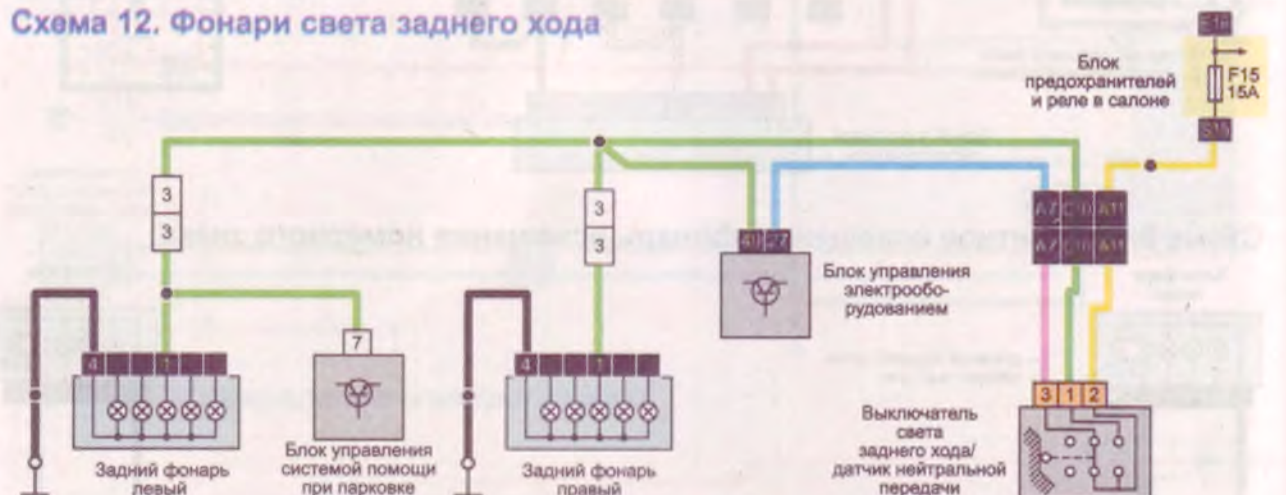 Схема 12. Фонари света заднего хода
Блок
предохранителей
и реле в салоне
F15
15A
3
3
3
3
A7 A11
A7 A11
Блок управления
электрообо-
рудованием
7
4 1
4 1
3 1 2
Задний фонарь
левый
Блок управления
системой помощи
при парковке
Задний фонарь
правый
Выключатель
света
заднего хода/
датчик нейтральной
передачи